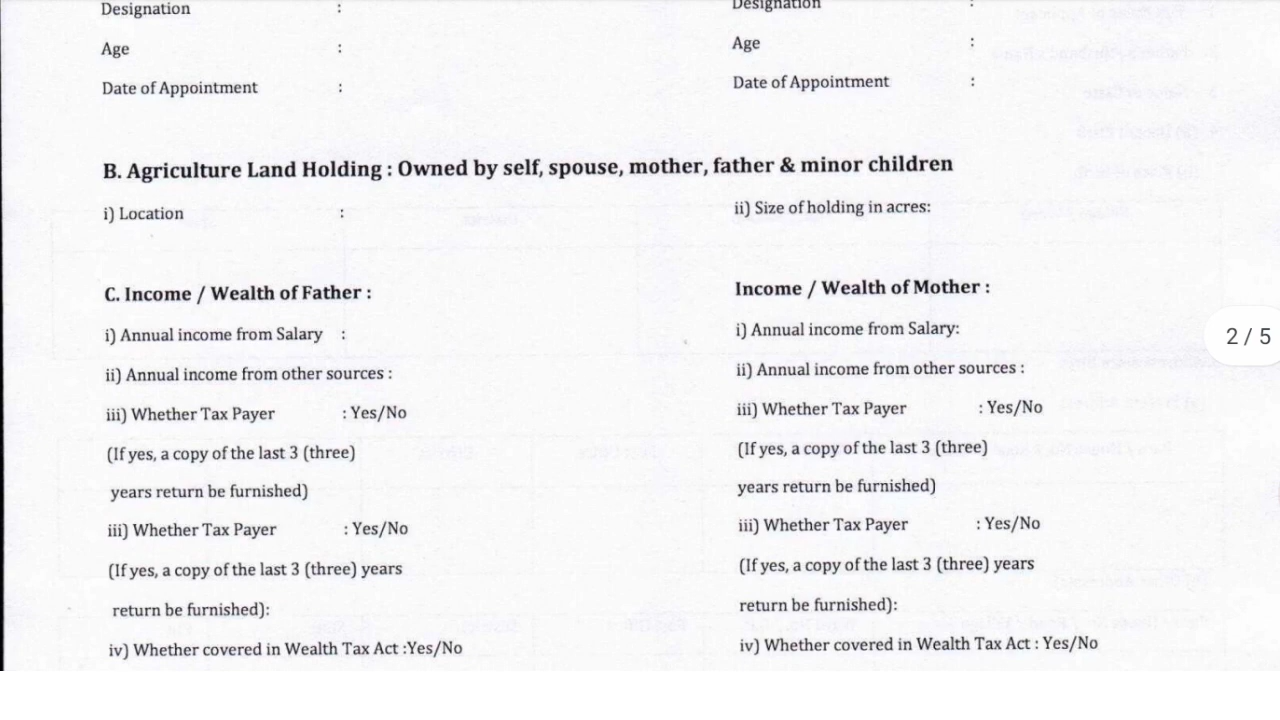 Designation : Designation :
Age : Age :
Date of Appointment : Date of Appointment :
B. Agriculture Land Holding : Owned by self, spouse, mother, father & minor children
i) Location : ii) Size of holding in acres:
C. Income / Wealth of Father : Income / Wealth of Mother :
i) Annual income from Salary : i) Annual income from Salary:
ii) Annual income from other sources : ii) Annual income from other sources :
iii) Whether Tax Payer : Yes/No iii) Whether Tax Payer : Yes/No
(If yes, a copy of the last 3 (three) (If yes, a copy of the last 3 (three)
years return be furnished) years return be furnished)
iii) Whether Tax Payer : Yes/No iii) Whether Tax Payer : Yes/No
(If yes, a copy of the last 3 (three) years (If yes, a copy of the last 3 (three) years
return be furnished): return be furnished):
iv) Whether covered in Wealth Tax Act :Yes/No iv) Whether covered in Wealth Tax Act : Yes/No
2 / 5